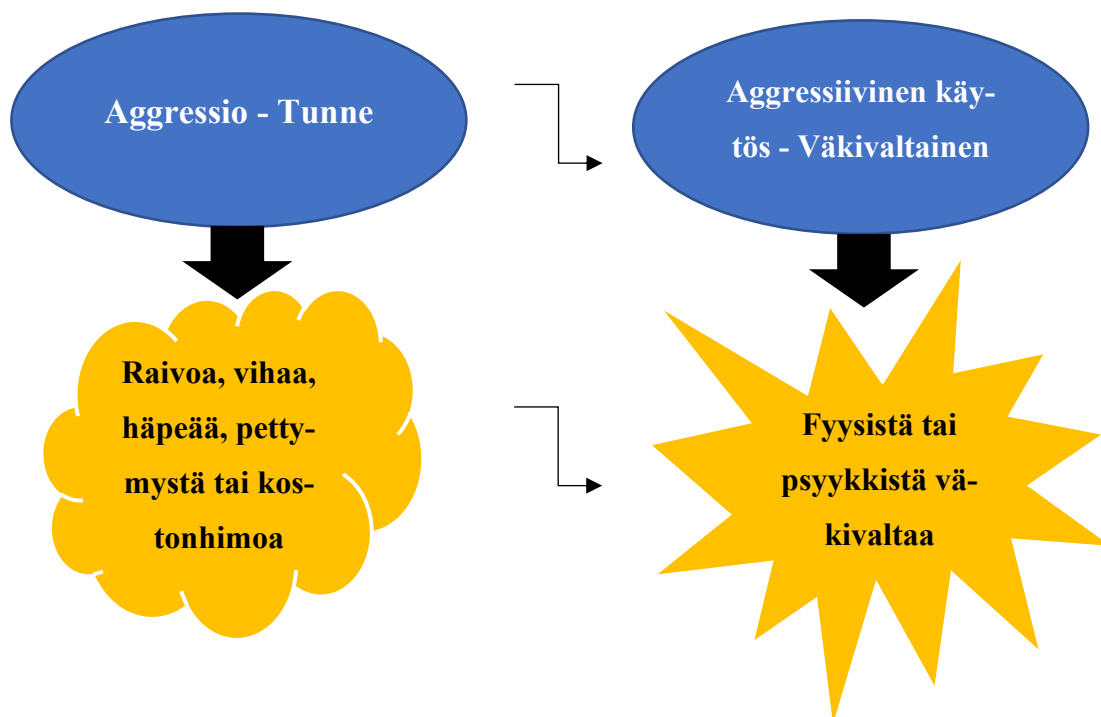 Aggressio - Tunne
Aggressiivinen käy-
tös - Väkivaltainen
Raivoa, vihaa,
häpeää, petty-
mystä tai kos-
tonhimoa
Fyysistä tai
psyykkistä vä-
kivaltaa